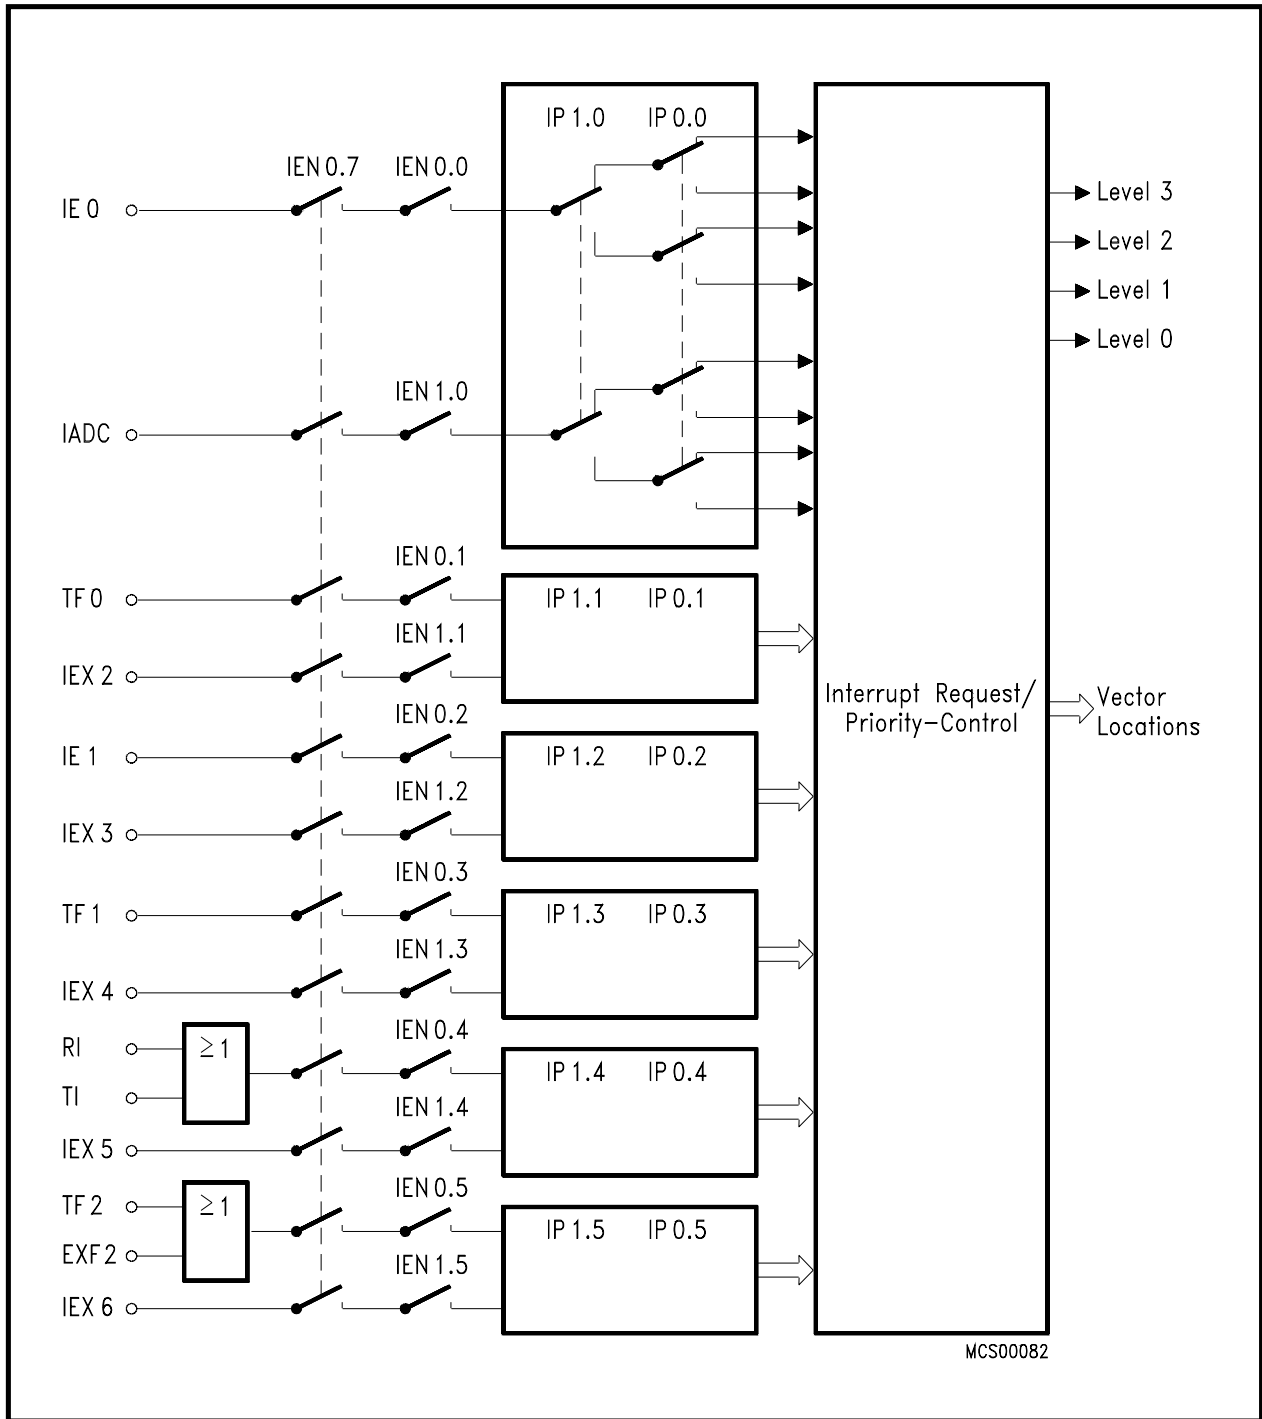 IP 1.0 IP 0.0
IEN 0.7 IEN 0.0
IE 0
Level 3
Level 2
Level 1
Level 0
IEN 1.0
IADC
IEN 0.1
TF 0
IP 1.1 IP 0.1
IEN 1.1
IEX 2
Interrupt Request/
Priority-Control
Vector
Locations
IEN 0.2
IE 1
IP 1.2 IP 0.2
IEN 1.2
IEX 3
IEN 0.3
TF 1
IP 1.3 IP 0.3
IEN 1.3
IEX 4
IEN 0.4
RI
≥1
TI
IP 1.4 IP 0.4
IEN 1.4
IEX 5
IEN 0.5
TF 2
≥1
EXF2
IP 1.5 IP 0.5
IEN 1.5
IEX 6
MCS00082